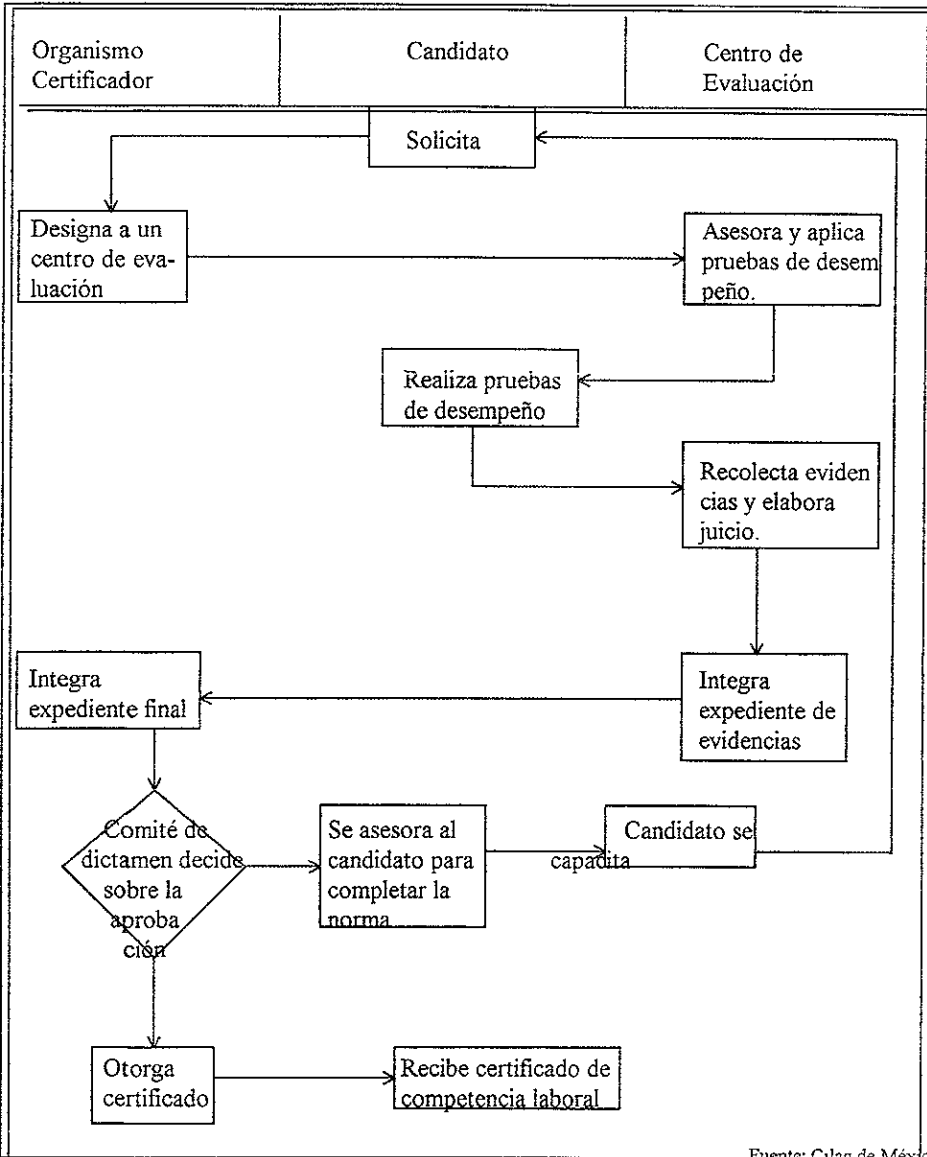 Organismo
Certificador
Candidato
Centro de
Evaluación
Solicita
Designa a un
centro de eva-
luación
Asesora y aplica
pruebas de desem
peño.
Realiza pruebas
de desempeño
Recolecta eviden
cias y elabora
juicio.
Integra
expediente final
Integra
expediente de
evidencias
Comité de
dictamen decide
sobre la
aproba
ción
Se asesora al
candidato para
completar la
norma
Candidato se
capacita
Otorga
certificado
Recibe certificado de
competencia laboral
Fuente: de Méxic